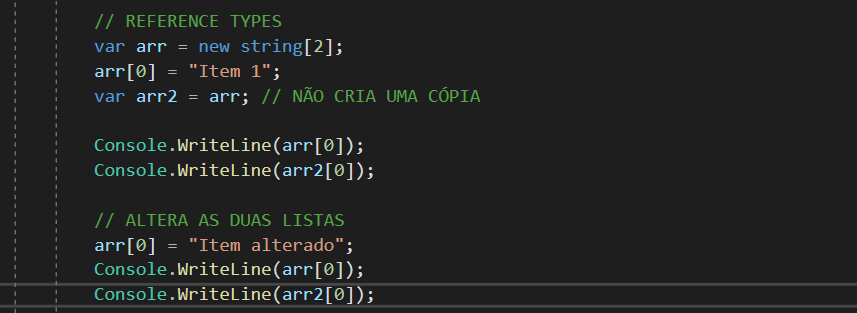 // REFERENCE TYPES
var arr = new string[2];
arr[0] = "Item 1";
var arr2 = arr; // NÃO CRIA UMA CÓPIA
Console.WriteLine(arr[0]);
Console.WriteLine(arr2[0]);
// ALTERA AS DUAS LISTAS
arr[0] = "Item alterado";
Console.WriteLine(arr[0]);
Console.WriteLine(arr2[0]);